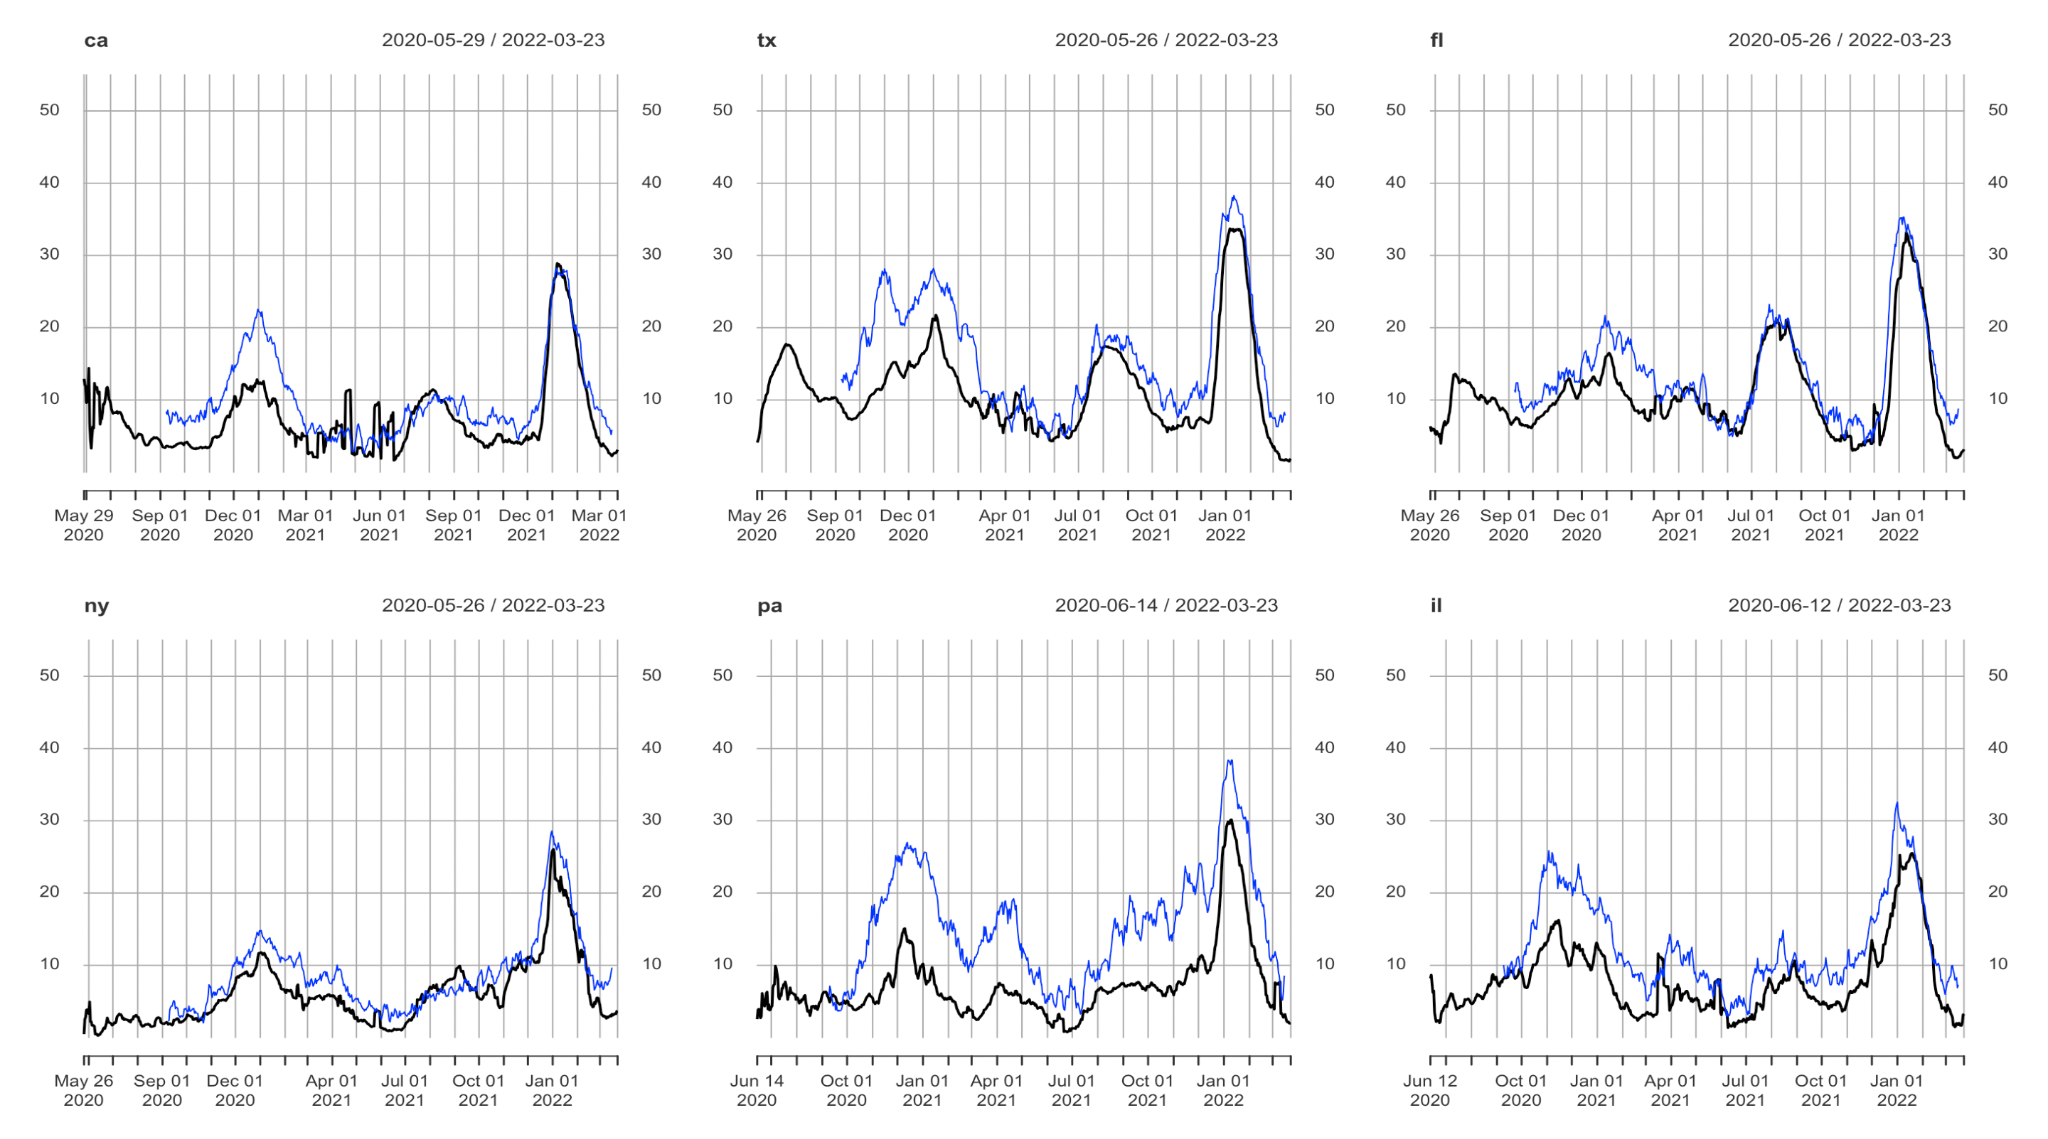 ca 2020-05-29 / 2022-03-23
tx 2020-05-26 / 2022-03-23
fl 2020-05-26 / 2022-03-23
50 50 50 50 50 50
40 40 40 40 40 40
30 30 30 30 30 30
20 20 20 20 20 20
10 10 10 10 10 10
May 29 Sep 01 Dec 01 Mar 01 Jun 01 Sep 01 Dec 01 Mar 01
2020 2020 2020 2021 2021 2021 2021 2022
May 26 Sep 01 Dec 01 Apr 01 Jul 01 Oct 01 Jan 01
2020 2020 2020 2021 2021 2021 2022
May 26 Sep 01 Dec 01 Apr 01 Jul 01 Oct 01 Jan 01
2020 2020 2020 2021 2021 2021 2022
ny 2020-05-26 / 2022-03-23
pa 2020-06-14 / 2022-03-23
il 2020-06-12 / 2022-03-23
50 50 50 50 50 50
40 40 40 40 40 40
30 30 30 30 30 30
20 20 20 20 20 20
10 10 10 10 10 10
May 26 Sep 01 Dec 01 Apr 01 Jul 01 Oct 01 Jan 01
2020 2020 2020 2021 2021 2021 2022
Jun 14 Oct 01 Jan 01 Apr 01 Jul 01 Oct 01 Jan 01
2020 2020 2021 2021 2021 2021 2022
Jun 12 Oct 01 Jan 01 Apr 01 Jul 01 Oct 01 Jan 01
2020 2020 2021 2021 2021 2021 2022